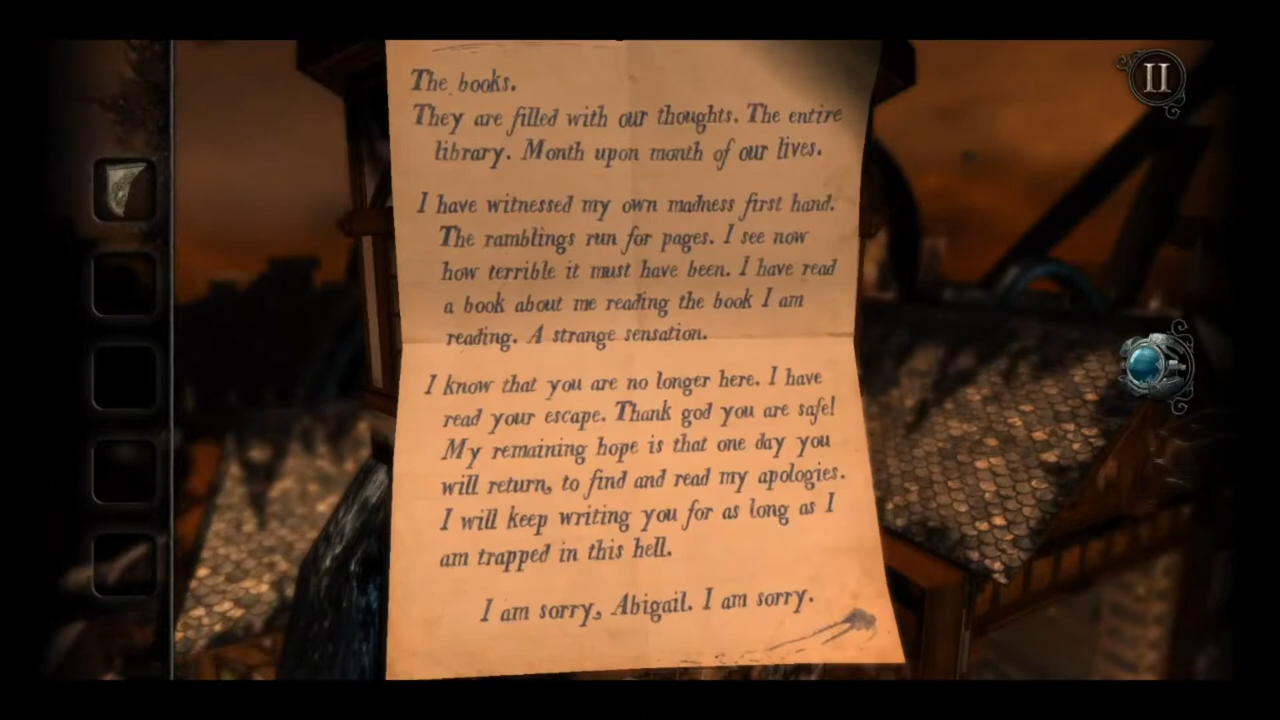 II
The books.
They are filled with our thoughts. The entire
library. Month upon month of our lives.
I have witnessed my own madness first hand.
The ramblings run for pages. I see now
how terrible it must have been. I have read
a book about me reading the book I am
reading. A strange sensation.
I know that you are no longer here. I have
read your escape. Thank god you are safe!
My remaining hope is that one day you
will return, to find and read my apologies.
I will keep writing you for as long as I
am trapped in this hell.
I am sorry, Abigail. I am sorry.